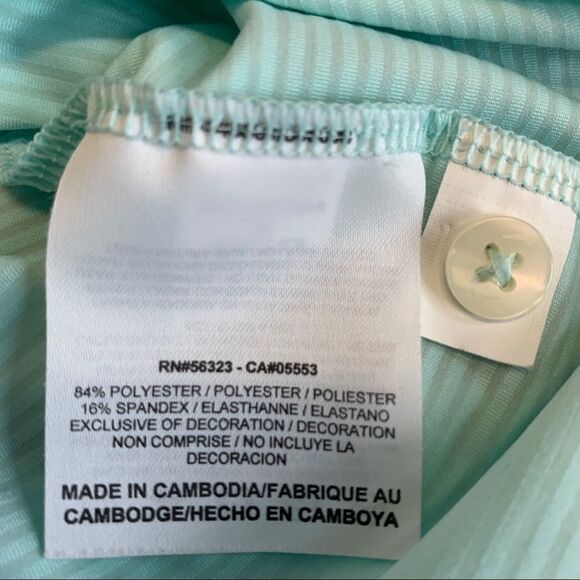 RN#56323 - CA#05553
84% POLYESTER / POLYESTER / POLIESTER
16% SPANDEX / ELASTHANNE / ELASTANO
EXCLUSIVE OF DECORATION / DECORATION
NON COMPRISE / NO INCLUYE LA
DECORACION
MADE IN CAMBODIA/FABRIQUE AU
CAMBODGE/HECHO EN CAMBOYA